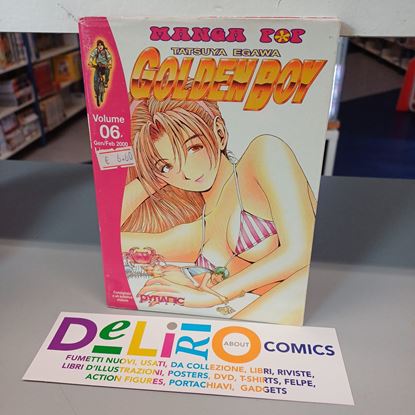 MANGA POP
TATSUYA EGAWA
GOLDEN BOY
Volume
06.
Gen/Feb 2000
€ 6.00
DYNAMIC
DELIRIO
ABOUT
COMICS
FUMETTI NUOVI, USATI, DA COLLEZIONE, LIBRI, RIVISTE,
LIBRI D'ILLUSTRAZIONI, POSTERS, DVD, T-SHIRTS, FELPE,
ACTION FIGURES, PORTACHIAVI, GADGETS